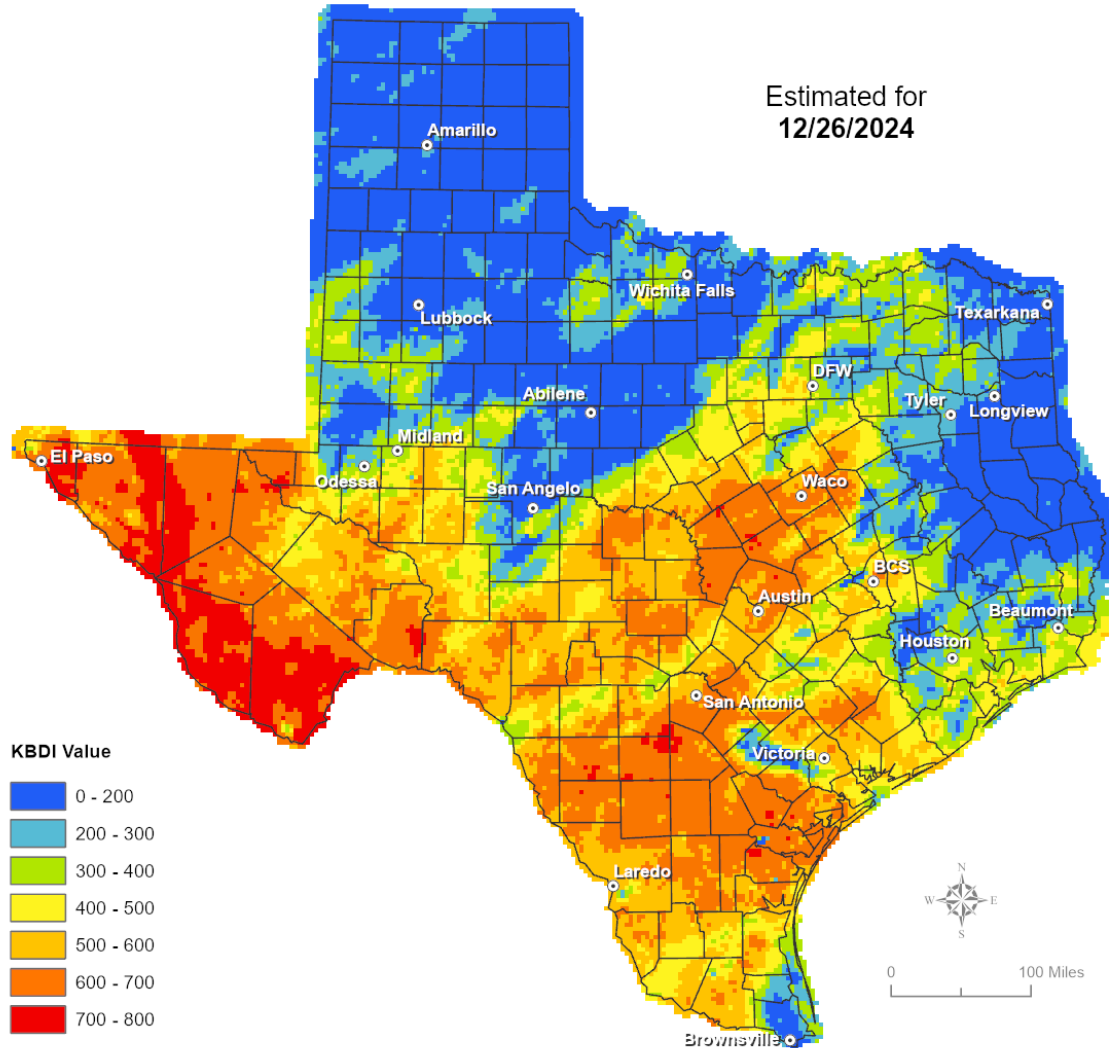 Estimated for
12/26/2024
Amarillo
Wichita Falls
Lubbock
Texarkana
DFW
Abilene
Tyler
Longview
Midland
El Paso
Odessa
San Angelo
Waco
BCS
Austin
Beaumont
Houston
San Antonio
Victoria
KBDI Value
0 - 200
200 - 300
300 - 400
400 - 500
500 - 600
600 - 700
700 - 800
Laredo
N
W E
S
0 100 Miles
Brownsville